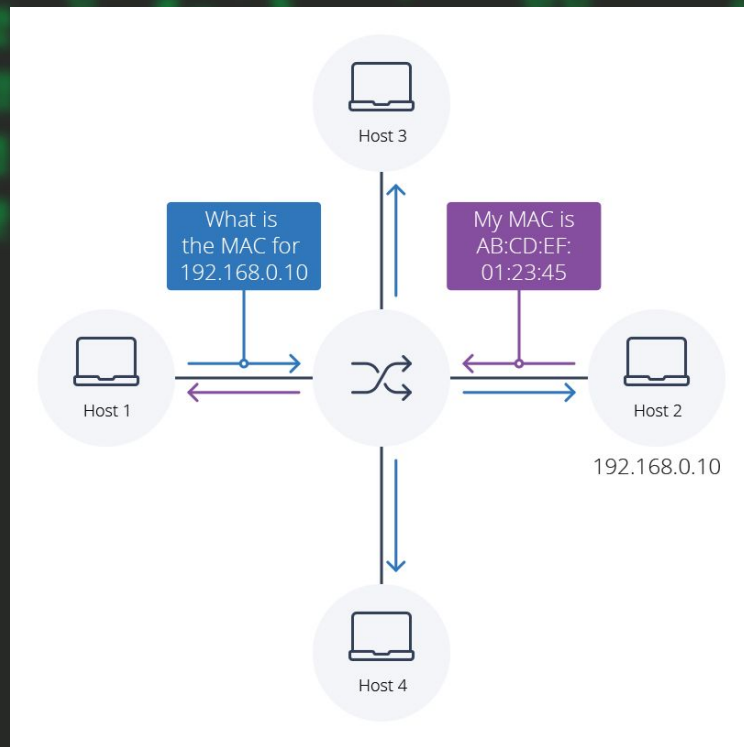 Host 3
What is
the MAC for
192.168.0.10
My MAC is
AB:CD:EF:
01:23:45
Host 1
Host 2
192.168.0.10
Host 4